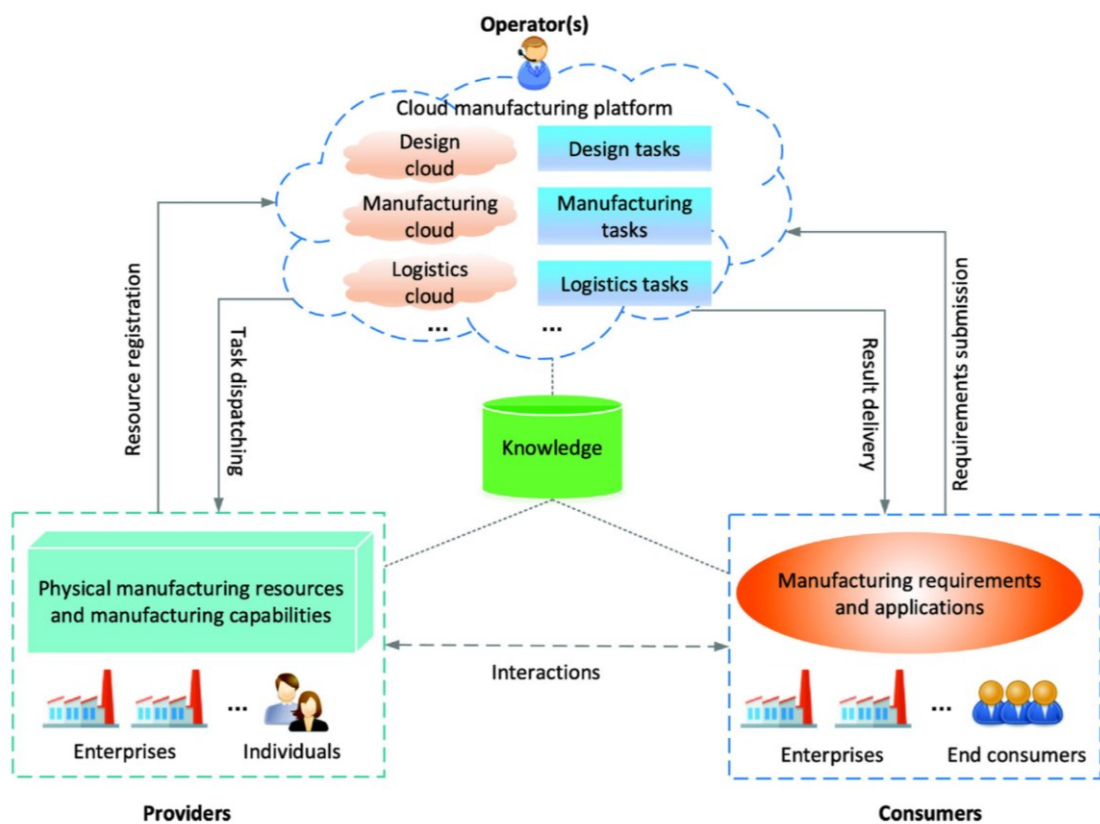 Operator(s)
Cloud manufacturing platform
Design
cloud
Design tasks
Manufacturing
cloud
Manufacturing
tasks
Logistics
cloud
Logistics tasks
...
...
Resource registration
Task dispatching
Result delivery
Requirements submission
Knowledge
Physical manufacturing resources
and manufacturing capabilities
Manufacturing requirements
and applications
Interactions
...
Enterprises
Individuals
...
Enterprises
End consumers
Providers
Consumers